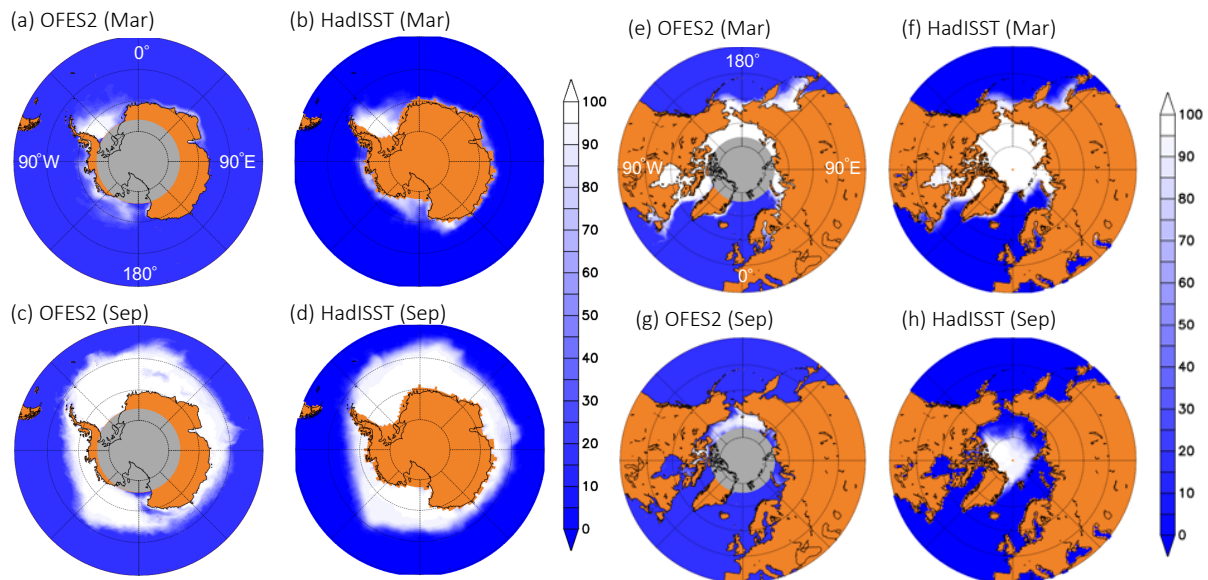 (a) OFES2 (Mar)
(b) HadISST (Mar)
(e) OFES2 (Mar)
(f) HadISST (Mar)
0°
90°W
90°E
180°
180°
90°W
90°E
0°
100
90
80
70
60
50
40
30
20
10
0
100
90
80
70
60
50
40
30
20
10
0
(c) OFES2 (Sep)
(d) HadISST (Sep)
(g) OFES2 (Sep)
(h) HadISST (Sep)